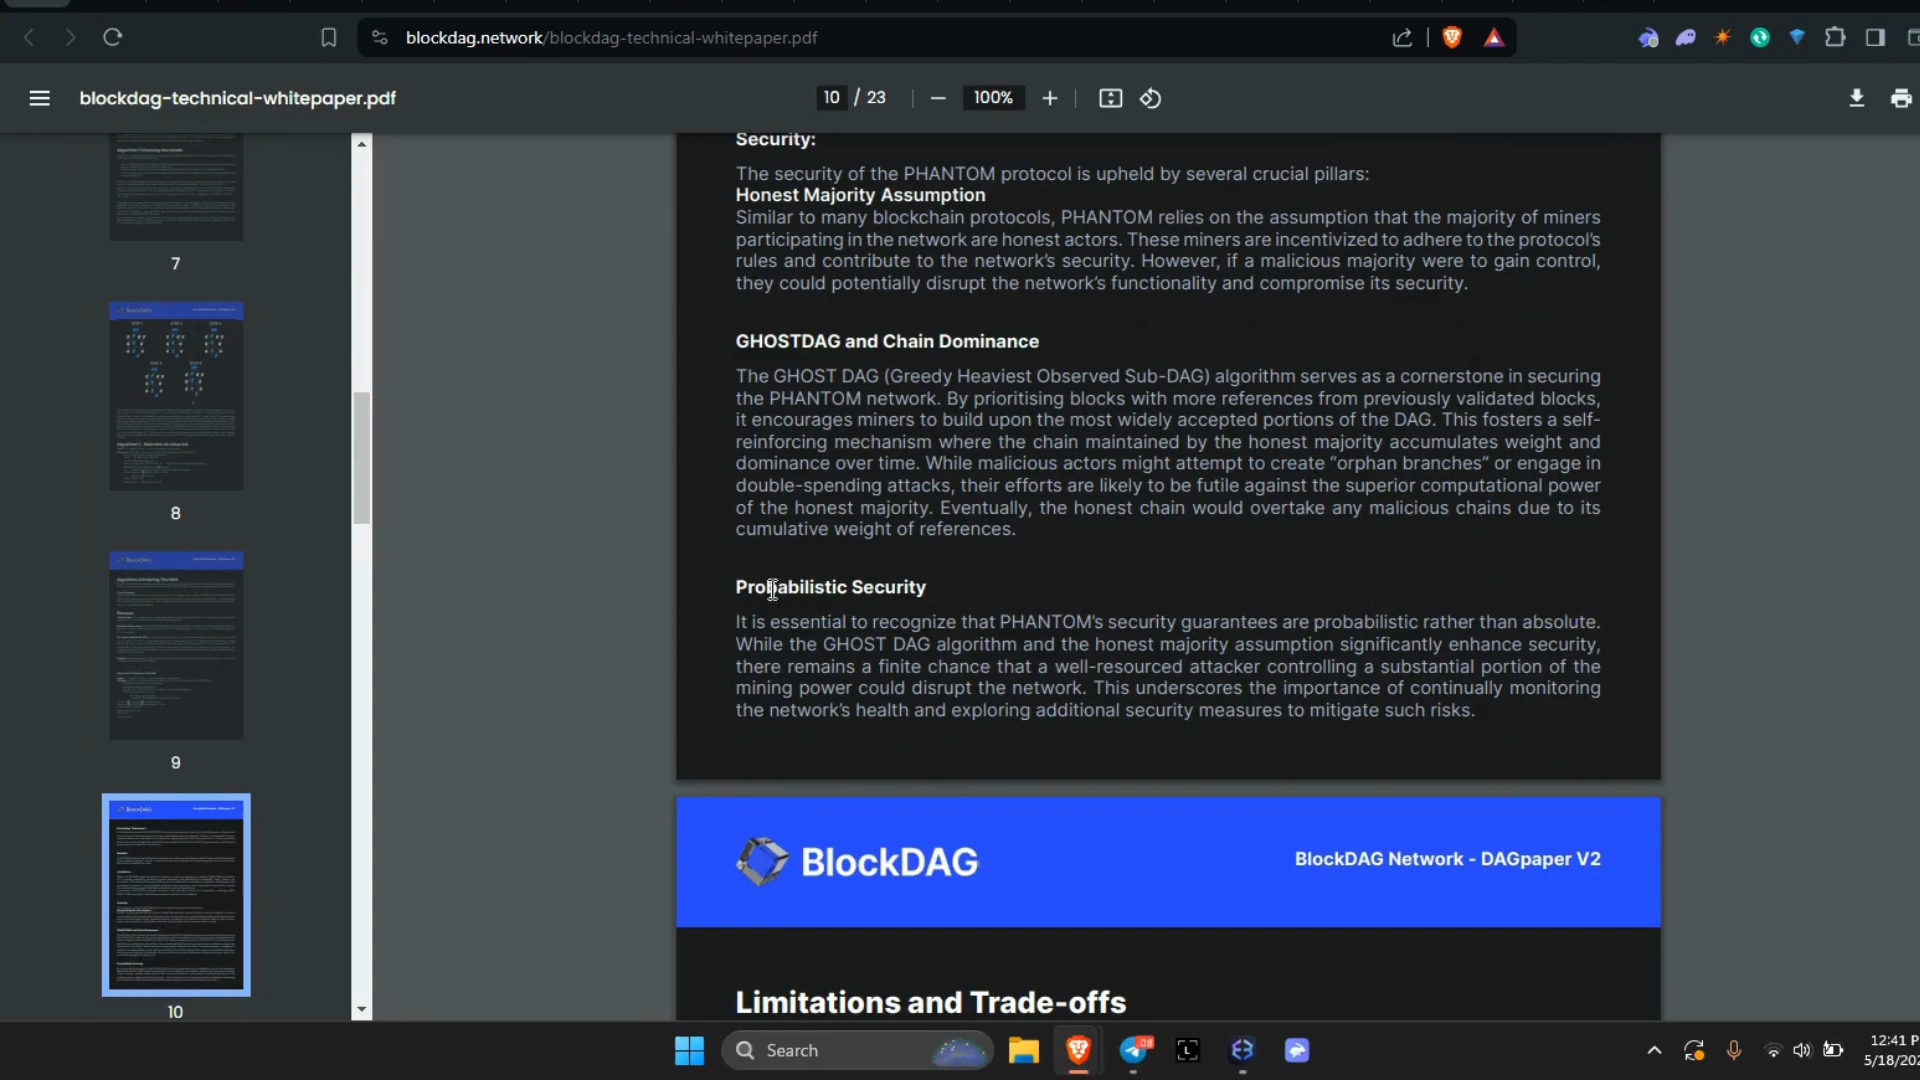 blockdag.network/blockdag-technical-whitepaper.pdf
blockdag-technical-whitepaper.pdf
10 / 23
100%
7
8
9
10
Security:
The security of the PHANTOM protocol is upheld by several crucial pillars:
Honest Majority Assumption
Similar to many blockchain protocols, PHANTOM relies on the assumption that the majority of miners
participating in the network are honest actors. These miners are incentivized to adhere to the protocol's
rules and contribute to the network's security. However, if a malicious majority were to gain control,
they could potentially disrupt the network's functionality and compromise its security.
GHOSTDAG and Chain Dominance
The GHOST DAG (Greedy Heaviest Observed Sub-DAG) algorithm serves as a cornerstone in securing
the PHANTOM network. By prioritising blocks with more references from previously validated blocks,
it encourages miners to build upon the most widely accepted portions of the DAG. This fosters a self-
reinforcing mechanism where the chain maintained by the honest majority accumulates weight and
dominance over time. While malicious actors might attempt to create “orphan branches” or engage in
double-spending attacks, their efforts are likely to be futile against the superior computational power
of the honest majority. Eventually, the honest chain would overtake any malicious chains due to its
cumulative weight of references.
Probabilistic Security
It is essential to recognize that PHANTOM's security guarantees are probabilistic rather than absolute.
While the GHOST DAG algorithm and the honest majority assumption significantly enhance security,
there remains a finite chance that a well-resourced attacker controlling a substantial portion of the
mining power could disrupt the network. This underscores the importance of continually monitoring
the network's health and exploring additional security measures to mitigate such risks.
BlockDAG
BlockDAG Network - DAGpaper V2
Limitations and Trade-offs
Search
12:41 P
5/18/202